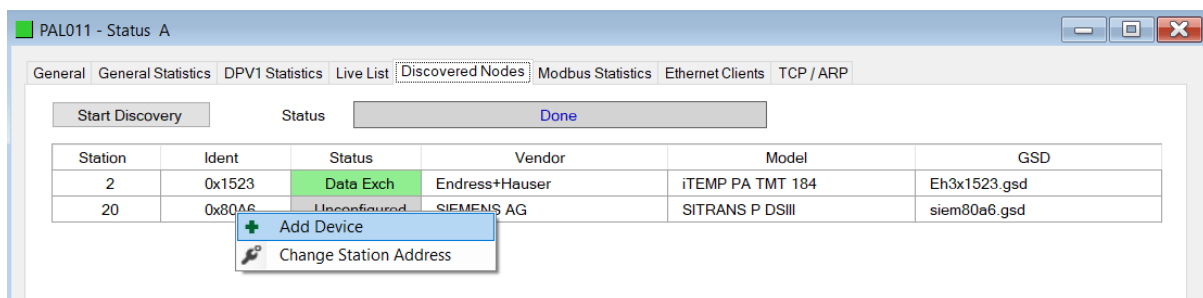 PAL011 - Status A
General General Statistics DPV1 Statistics Live List Discovered Nodes Modbus Statistics Ethernet Clients TCP / ARP
Start Discovery Status Done
Station Ident Status Vendor Model GSD
2 0x1523 Data Exch Endress+Hauser iTEMP PA TMT 184 Eh3x1523.gsd
20 0x80A6 Unconfigured SIEMENS AG SITRANS P DSIII siem80a6.gsd
Add Device
Change Station Address